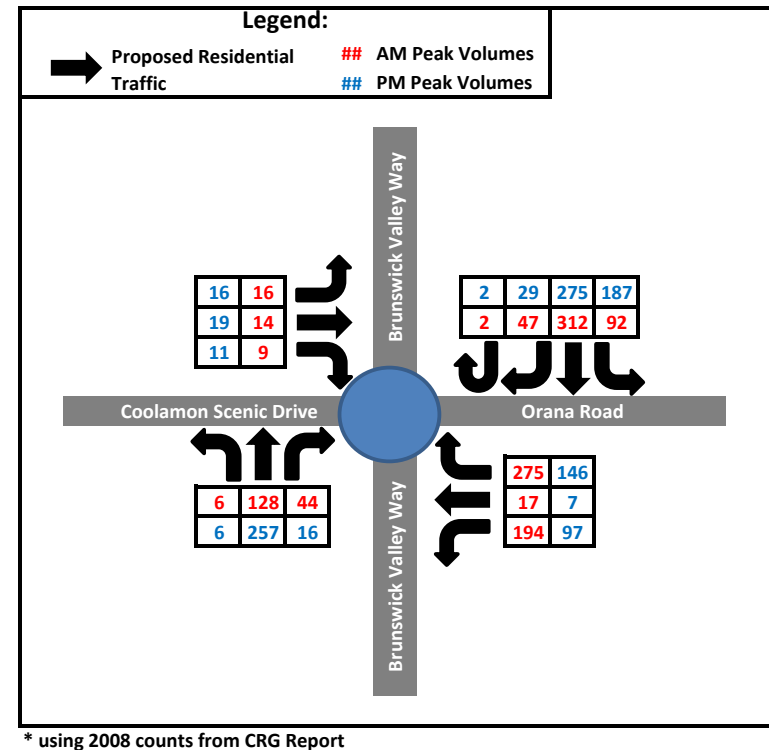 Legend:
Proposed Residential Traffic
## AM Peak Volumes
## PM Peak Volumes
Brunswick Valley Way
16 16
19 14
11 9
2 29 275 187
2 47 312 92
Coolamon Scenic Drive
Orana Road
6 128 44
6 257 16
275 146
17 7
194 97
Brunswick Valley Way
* using 2008 counts from CRG Report